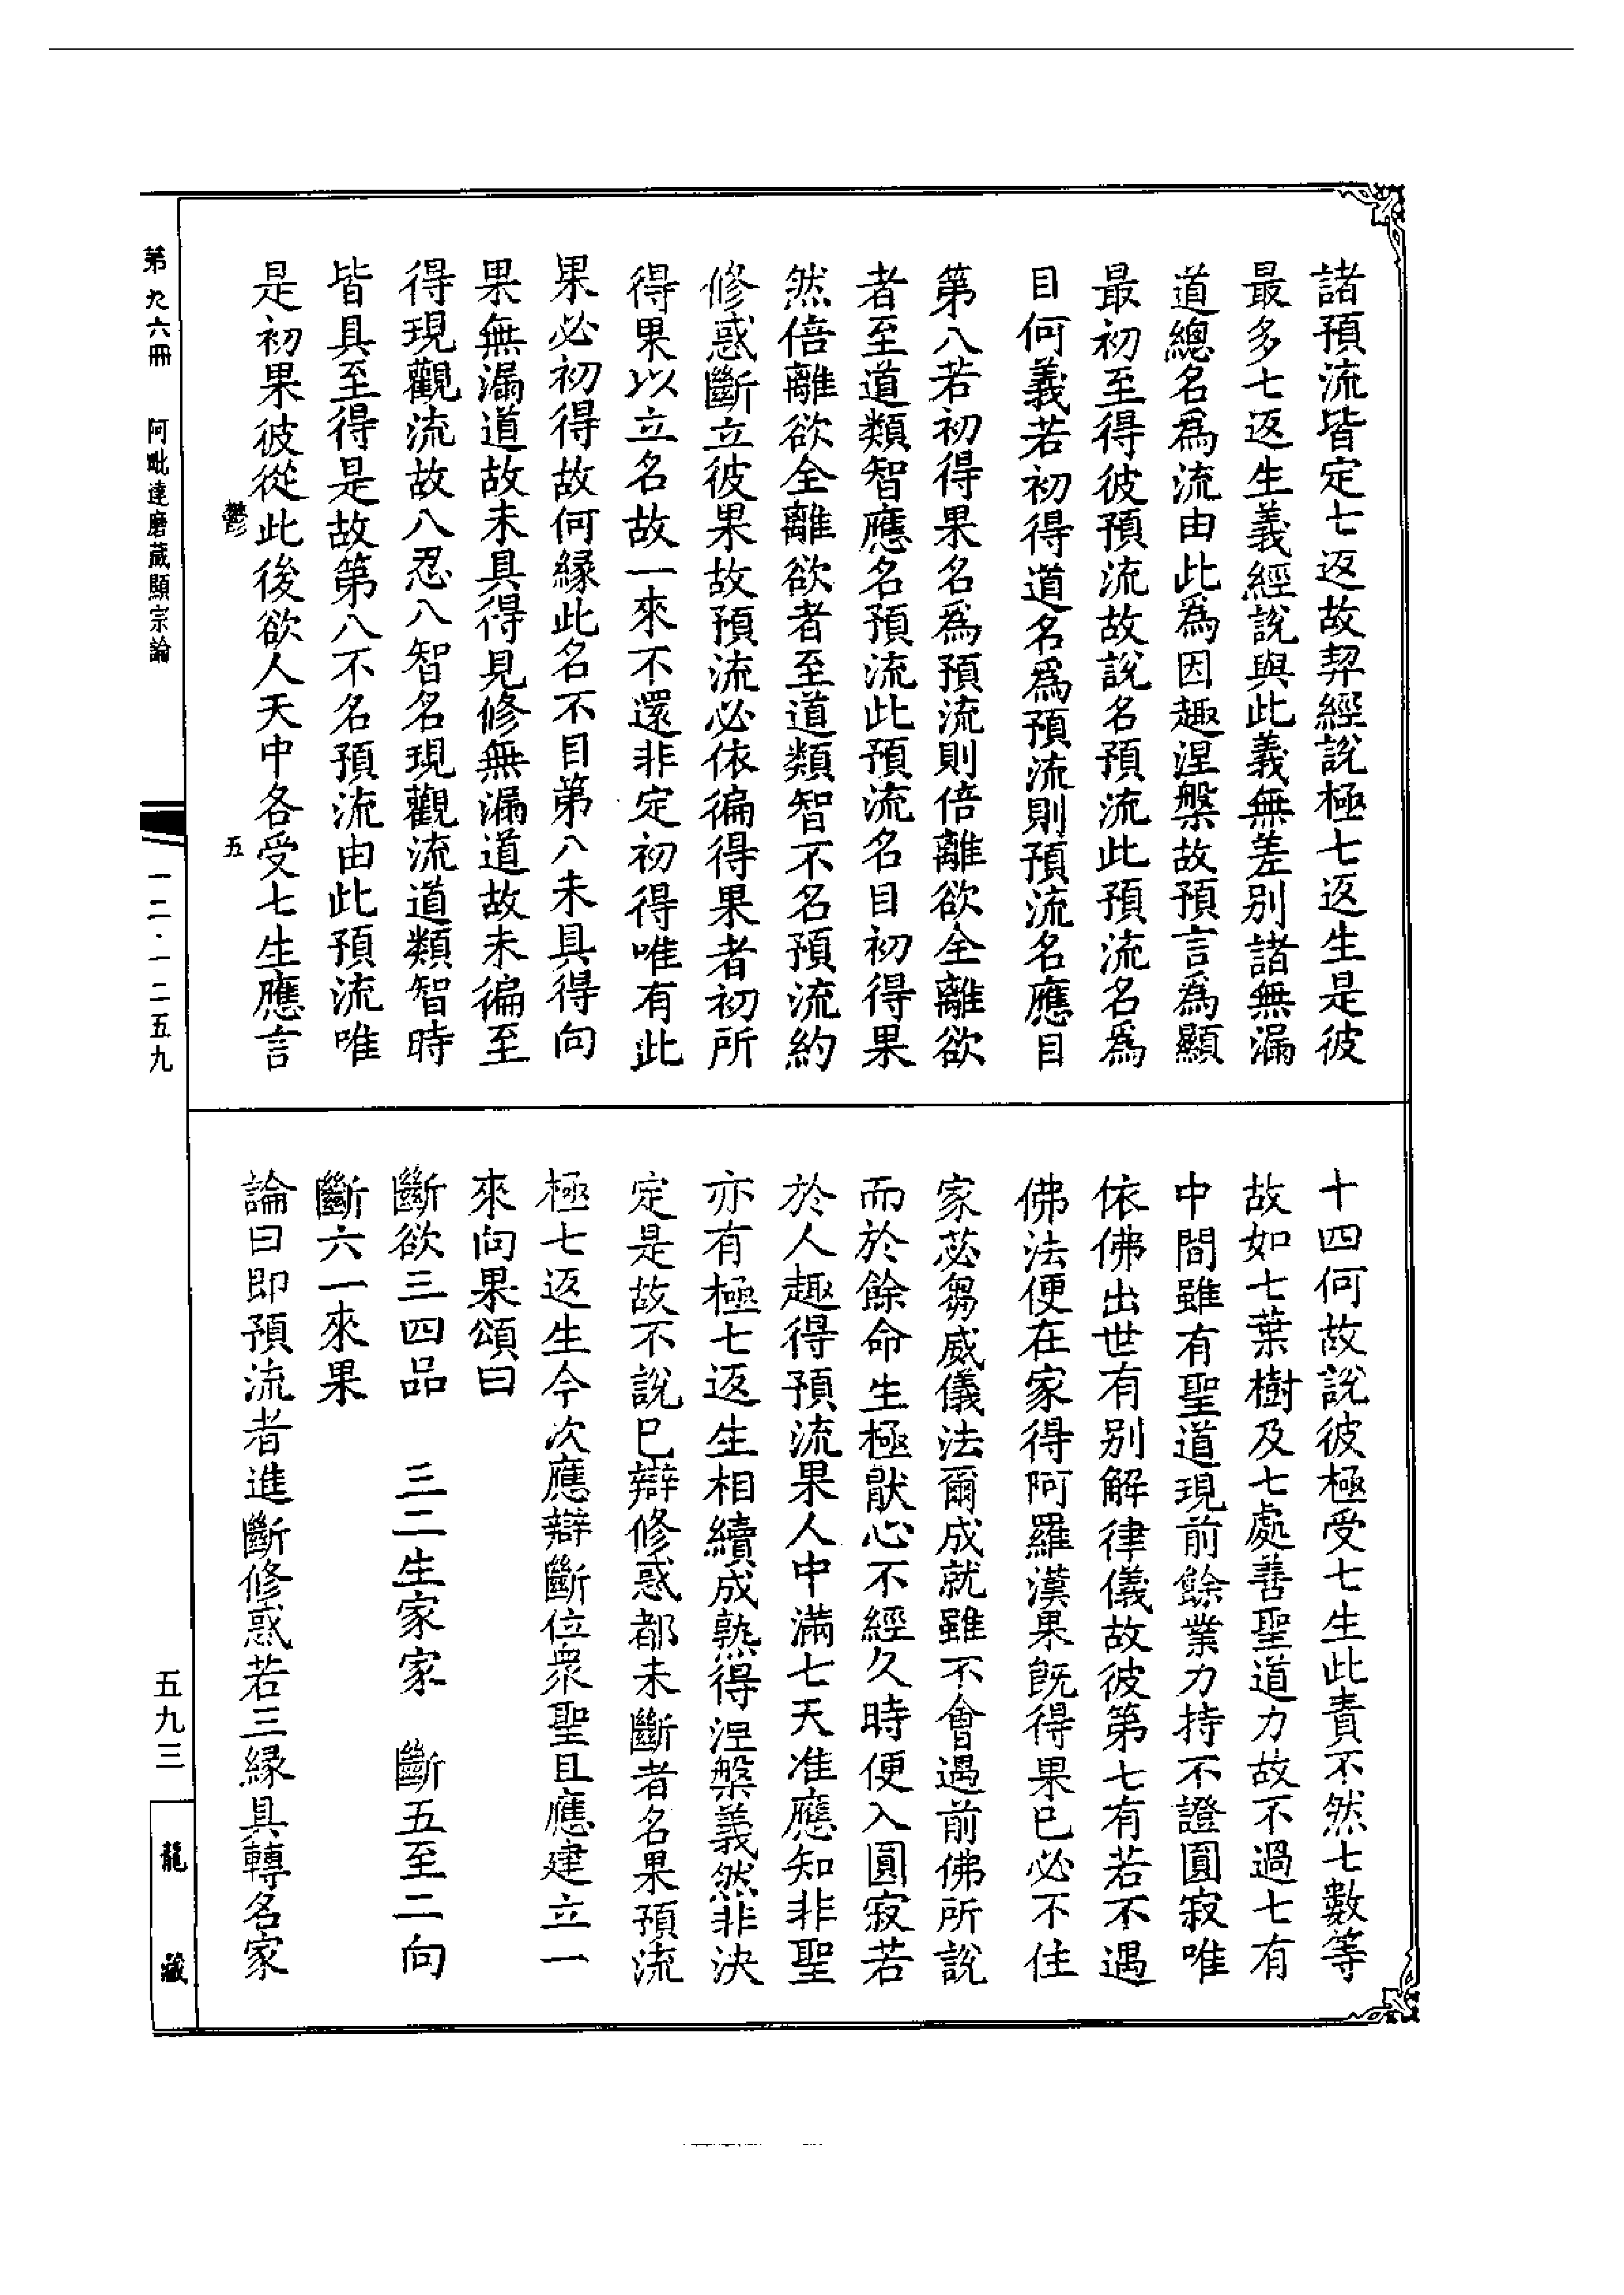 諸預流皆定七返故契經說極七返生是彼
最多七返生義經說與此義無差別諸無漏
道總名爲流由此爲因趣涅槃故預言爲顯
最初至得彼預流故說名預流此預流名爲
目何義若初得道名爲預流則預流名應目
第八若初得果名爲預流則倍離欲全離欲
者至道類智應名預流此預流名目初得果
然倍離欲全離欲者至道類智不名預流約
修惑斷立彼果故預流必依徧得果者初所
得果以立名故一來不還非定初得唯有此
果必初得故何緣此名不目第八未具得向
果無漏道故未具得見修無漏道故未徧至
得現觀流故八忍八智名現觀流道類智時
皆具至得是故第八不名預流由此預流唯
是初果彼從此後欲人天中各受七生應言
鬱 五
十四何故說彼極受七生此責不然七數等
故如七葉樹及七處善聖道力故不過七有
中間雖有聖道現前餘業力持不證圓寂唯
依佛出世有别解律儀故彼第七有若不遇
佛法便在家得阿羅漢果旣得果已必不住
家苾芻威儀法爾成就雖不會遇前佛所說
而於餘命生極猒心不經久時便入圓寂若
於人趣得預流果人中滿七天准應知非聖
亦有極七返生相續成熟得涅槃義然非決
定是故不說已辯修惑都未斷者名果預流
極七返生今次應辯斷位衆聖且應建立一
來向果頌曰
斷欲三四品 三二生家家 斷五至二向
斷六一來果
論曰即預流者進斷修惑若三緣具轉名家
第九六冊 阿毗達磨藏顯宗論
一二·一二五九
五九三
龍藏